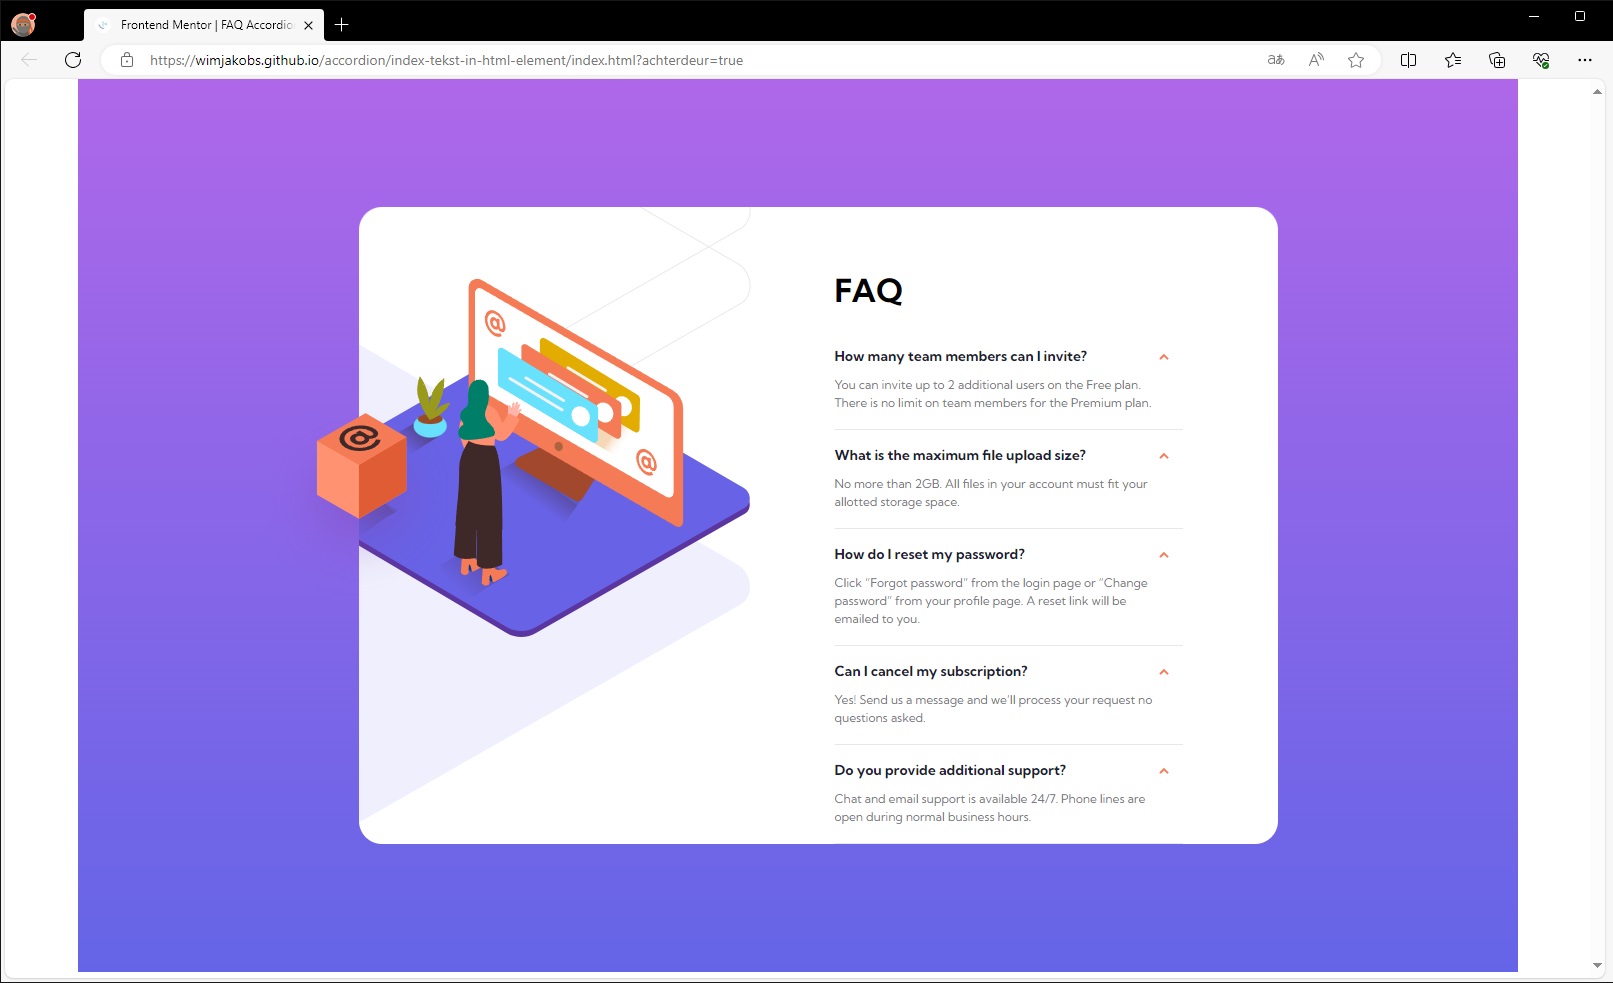 Frontend Mentor | FAQ Accordio
https://wimjakobs.github.io/accordion/index-tekst-in-html-element/index.html?achterdeur=true
aあ
A
FAQ
How many team members can I invite?
You can invite up to 2 additional users on the Free plan.
There is no limit on team members for the Premium plan.
What is the maximum file upload size?
No more than 2GB. All files in your account must fit your
allotted storage space.
How do I reset my password?
Click “Forgot password” from the login page or “Change
password” from your profile page. A reset link will be
emailed to you.
Can I cancel my subscription?
Yes! Send us a message and we’ll process your request no
questions asked.
Do you provide additional support?
Chat and email support is available 24/7. Phone lines are
open during normal business hours.
@
@
@